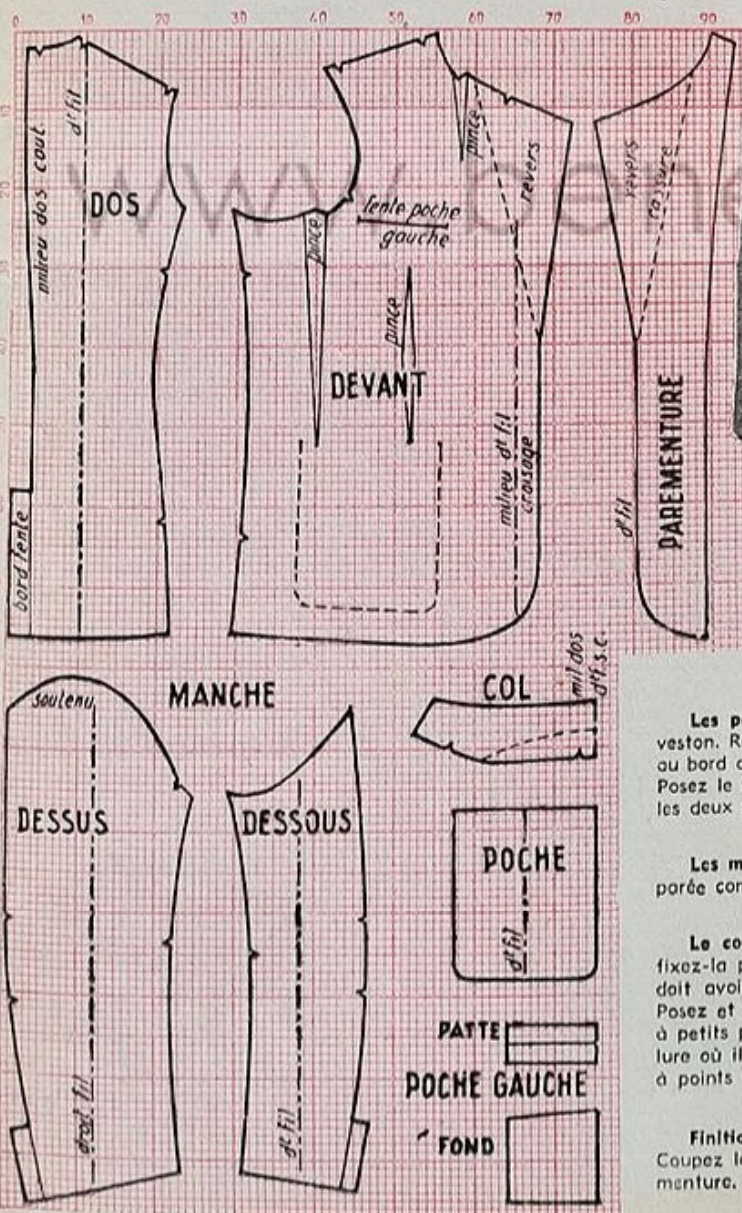 0 10 20 30 40 50 60 70 80 90
milieu dos cout.
dt fil
DOS
bord fente
pince
fente poche
gauche
pince
DEVANT
pince
revers
milieu dt fil
croisage
revers
cassure
dt fil
PAREMENTURE
MANCHE
soutenu
DESSUS
droit fil
DESSOUS
dt fil
COL
mil dos
dt f.s.c.
POCHE
dt fil
PATTE
POCHE GAUCHE
FOND
Les p
veston. R
au bord d
Posez le
les deux
Les m
parée con
Le co
fixez-la p
doit avoi
Posez et
à petits p
lure où il
à points
Finitio
Coupez le
menture.